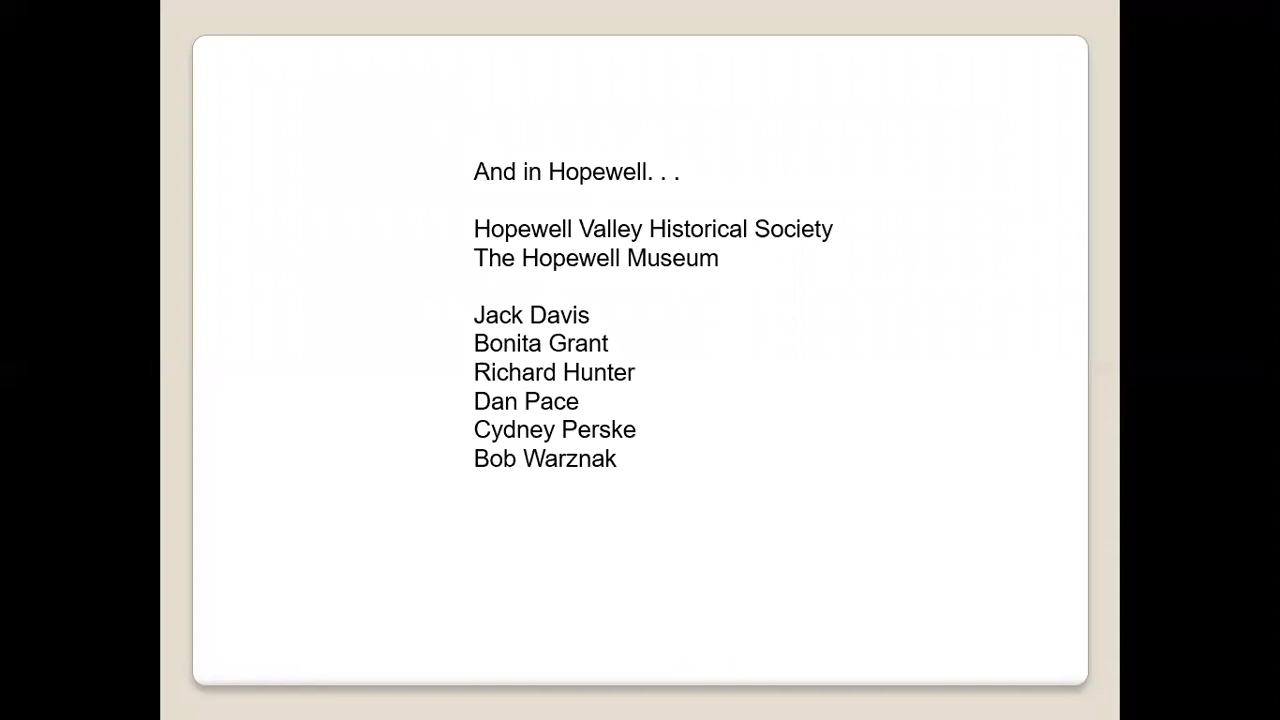 And in Hopewell. . .
Hopewell Valley Historical Society
The Hopewell Museum
Jack Davis
Bonita Grant
Richard Hunter
Dan Pace
Cydney Perske
Bob Warznak